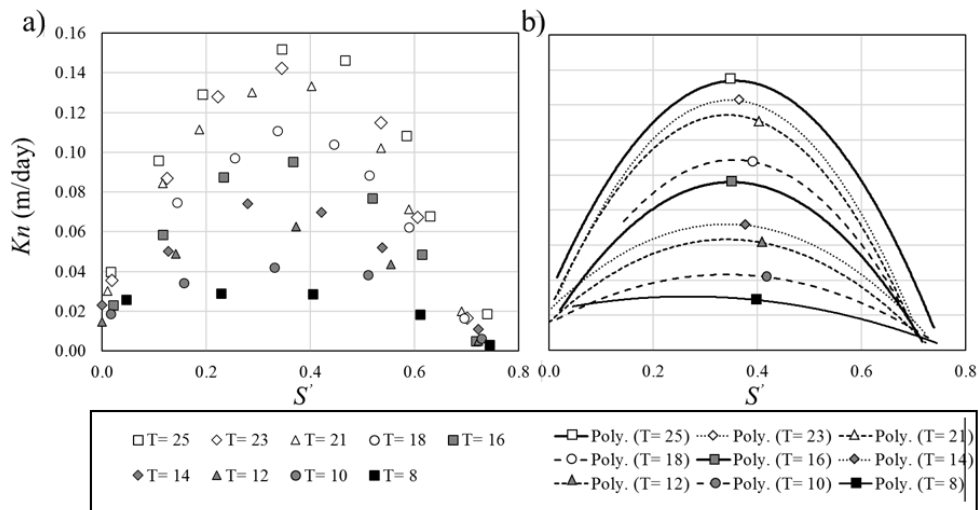 a)
b)
0.16
0.14
0.12
0.10
0.08
0.06
0.04
0.02
0.00
Kn (m/day)
0.0 0.2 0.4 0.6 0.8
S'
0.0 0.2 0.4 0.6 0.8
S'
T= 25 T= 23 T= 21 T= 18 T= 16
T= 14 T= 12 T= 10 T= 8
Poly. (T= 25) Poly. (T= 23) Poly. (T= 21)
Poly. (T= 18) Poly. (T= 16) Poly. (T= 14)
Poly. (T= 12) Poly. (T= 10) Poly. (T= 8)